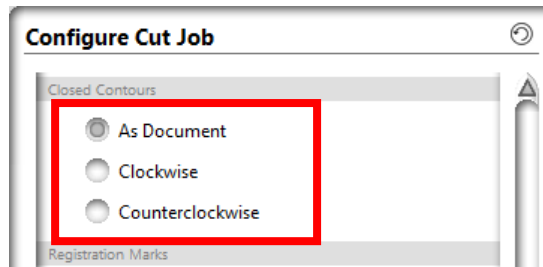 Configure Cut Job
Closed Contours
As Document
Clockwise
Counterclockwise
Registration Marks